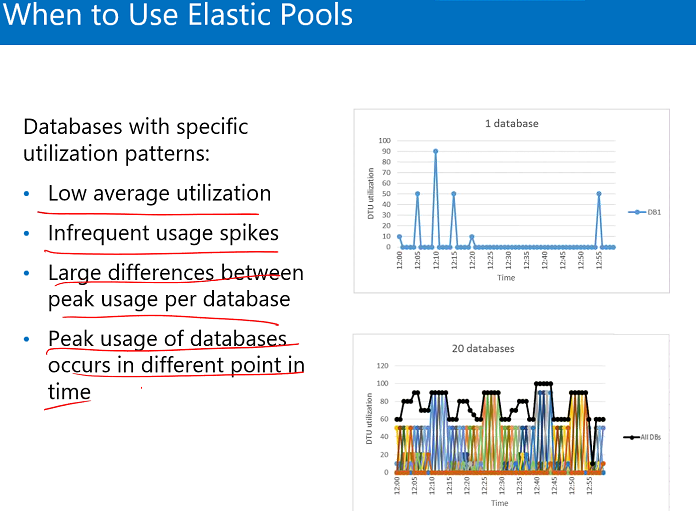 When to Use Elastic Pools
Databases with specific
utilization patterns:
• Low average utilization
• Infrequent usage spikes
• Large differences between
peak usage per database
• Peak usage of databases
occurs in different point in
time
1 database
DTU utilization
100
90
80
70
60
50
40
30
20
10
0
12:00
12:05
12:10
12:15
12:20
12:25
12:30
12:35
12:40
12:45
12:50
12:55
Time
DB1
20 databases
DTU utilization
120
100
80
60
40
20
0
12:00
12:05
12:10
12:15
12:20
12:25
12:30
12:35
12:40
12:45
12:50
12:55
Time
All DBs